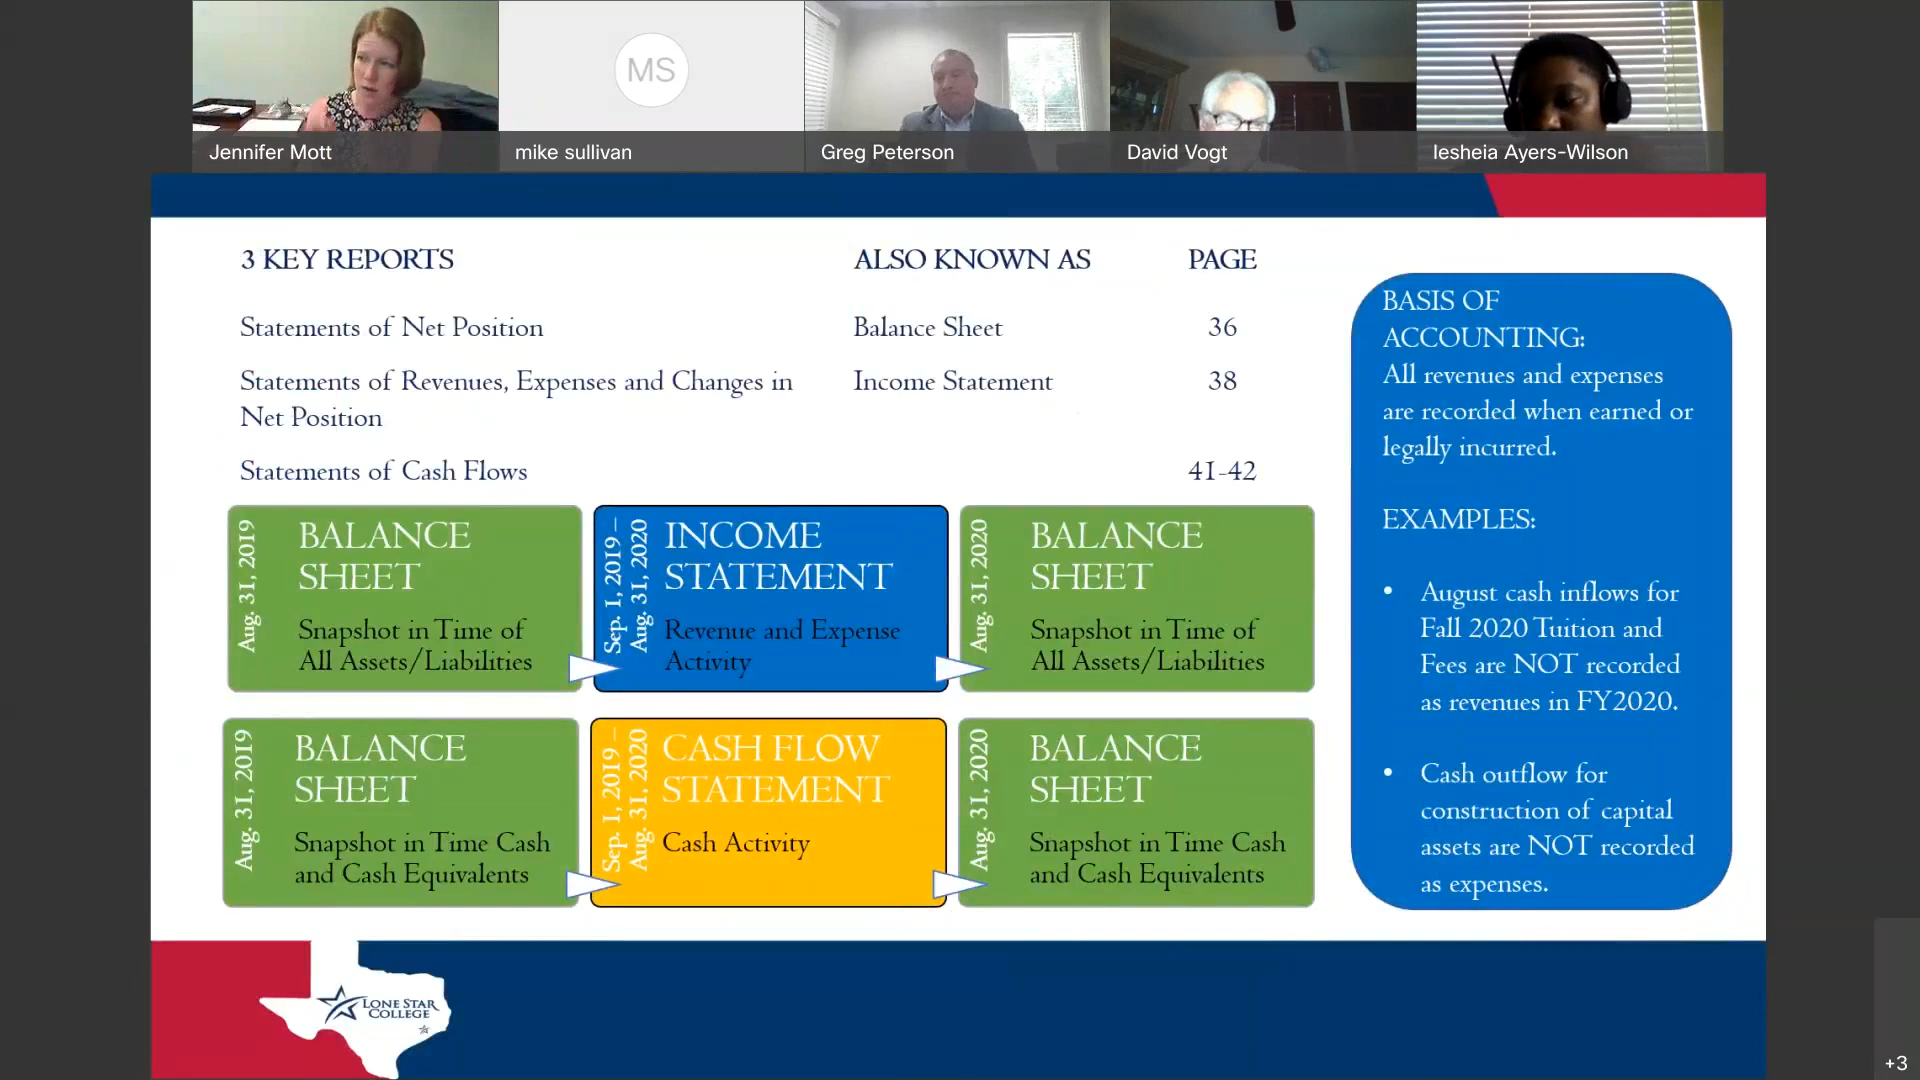 MS
Jennifer Mott
mike sullivan
Greg Peterson
David Vogt
Iesheia Ayers-Wilson
3 KEY REPORTS
ALSO KNOWN AS
PAGE
Statements of Net Position
Balance Sheet
36
Statements of Revenues, Expenses and Changes in
Net Position
Income Statement
38
Statements of Cash Flows
41-42
Aug. 31, 2019
BALANCE
SHEET
Snapshot in Time of
All Assets/Liabilities
Sep. 1, 2019 –
Aug. 31, 2020
INCOME
STATEMENT
Revenue and Expense
Activity
Aug. 31, 2020
BALANCE
SHEET
Snapshot in Time of
All Assets/Liabilities
Aug. 31, 2019
BALANCE
SHEET
Snapshot in Time Cash
and Cash Equivalents
Sep. 1, 2019 –
Aug. 31, 2020
CASH FLOW
STATEMENT
Cash Activity
Aug. 31, 2020
BALANCE
SHEET
Snapshot in Time Cash
and Cash Equivalents
BASIS OF
ACCOUNTING:
All revenues and expenses
are recorded when earned or
legally incurred.
EXAMPLES:
• August cash inflows for
Fall 2020 Tuition and
Fees are NOT recorded
as revenues in FY2020.
• Cash outflow for
construction of capital
assets are NOT recorded
as expenses.
LONE STAR
COLLEGE
+3